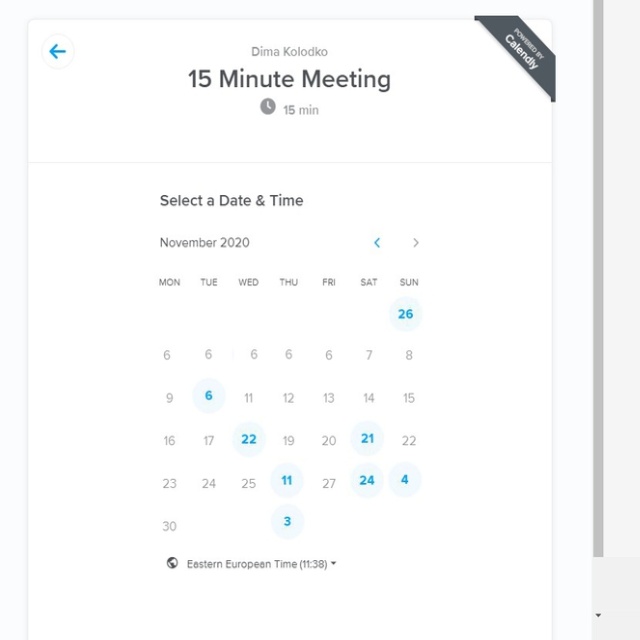 Dima Kolodko
15 Minute Meeting
15 min
POWERED BY
Calendly
Select a Date & Time
November 2020
MON TUE WED THU FRI SAT SUN
26
6 6 6 6 6 7 8
9 6 11 12 13 14 15
16 17 22 19 20 21 22
23 24 25 11 27 24 4
30 3
Eastern European Time (11:38)